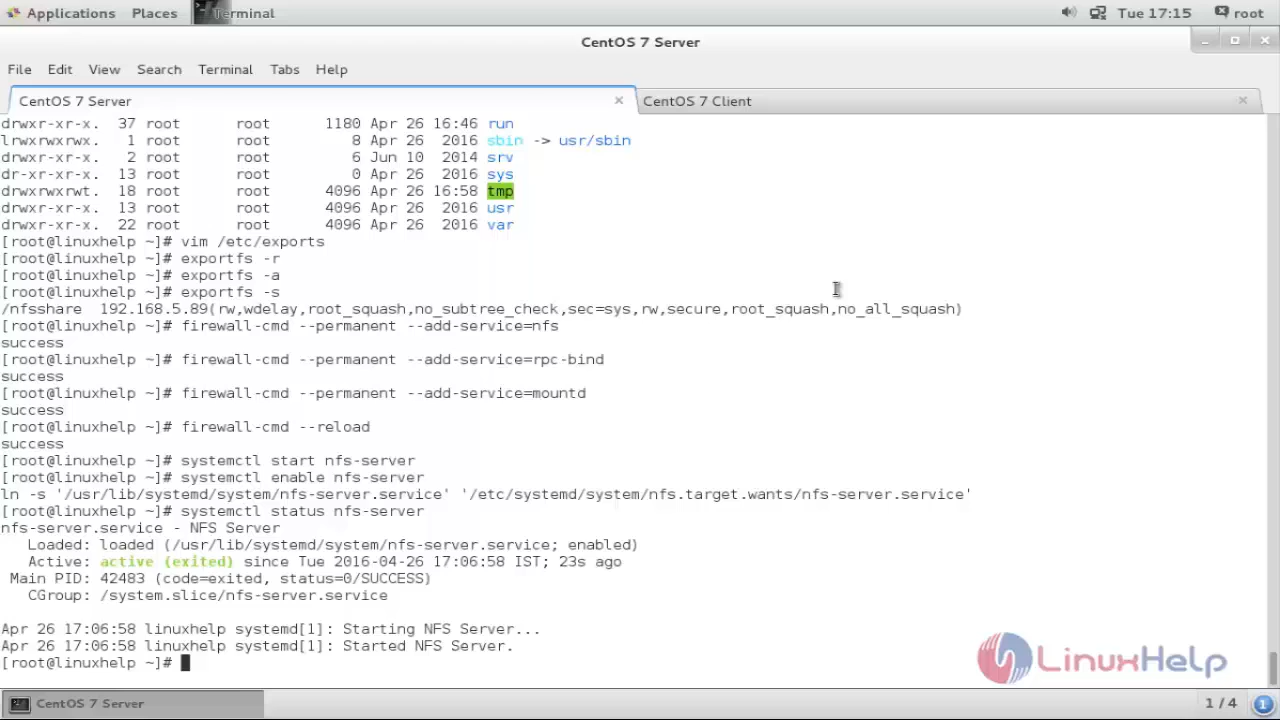 Applications Places Terminal Tue 17:15 root
CentOS 7 Server
File Edit View Search Terminal Tabs Help
CentOS 7 Server × CentOS 7 Client ×
drwxr-xr-x. 37 root root 1180 Apr 26 16:46 run
lrwxrwxrwx. 1 root root 8 Apr 26 2016 sbin -> usr/sbin
drwxr-xr-x. 2 root root 6 Jun 10 2014 srv
dr-xr-xr-x. 13 root root 0 Apr 26 2016 sys
drwxrwxrwt. 18 root root 4096 Apr 26 16:58 tmp
drwxr-xr-x. 13 root root 4096 Apr 26 2016 usr
drwxr-xr-x. 22 root root 4096 Apr 26 2016 var
[root@linuxhelp ~]# vim /etc/exports
[root@linuxhelp ~]# exportfs -r
[root@linuxhelp ~]# exportfs -a
[root@linuxhelp ~]# exportfs -s
/nfsshare 192.168.5.89(rw,wdelay,root_squash,no_subtree_check,sec=sys,rw,secure,root_squash,no_all_squash)
[root@linuxhelp ~]# firewall-cmd --permanent --add-service=nfs
success
[root@linuxhelp ~]# firewall-cmd --permanent --add-service=rpc-bind
success
[root@linuxhelp ~]# firewall-cmd --permanent --add-service=mountd
success
[root@linuxhelp ~]# firewall-cmd --reload
success
[root@linuxhelp ~]# systemctl start nfs-server
[root@linuxhelp ~]# systemctl enable nfs-server
ln -s '/usr/lib/systemd/system/nfs-server.service' '/etc/systemd/system/nfs.target.wants/nfs-server.service'
[root@linuxhelp ~]# systemctl status nfs-server
nfs-server.service - NFS Server
Loaded: loaded (/usr/lib/systemd/system/nfs-server.service; enabled)
Active: active (exited) since Tue 2016-04-26 17:06:58 IST; 23s ago
Main PID: 42483 (code=exited, status=0/SUCCESS)
CGroup: /system.slice/nfs-server.service
Apr 26 17:06:58 linuxhelp systemd[1]: Starting NFS Server...
Apr 26 17:06:58 linuxhelp systemd[1]: Started NFS Server.
[root@linuxhelp ~]#
LinuxHelp
CentOS 7 Server 1 / 4 1